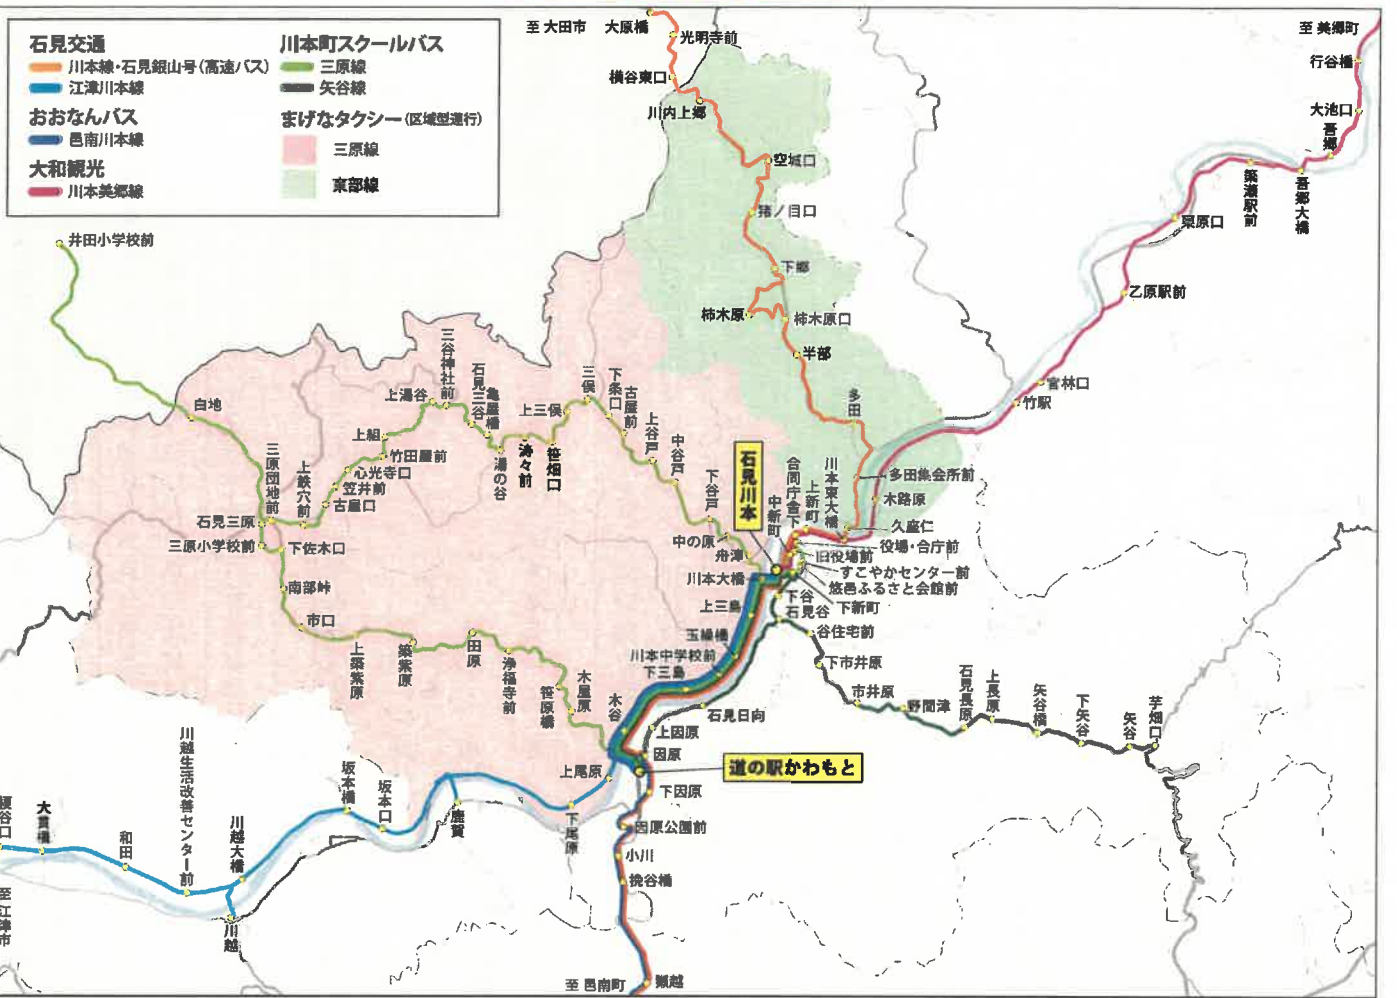 石見交通
川本線・石見銀山号(高速バス)
江津川本線
おおなんバス
邑南川本線
大和観光
川本美郷線
川本町スクールバス
三原線
矢谷線
まげなタクシー(区域型運行)
三原線
東部線
至 大田市
大原橋
光明寺前
横谷東口
川内上郷
空城口
猪ノ目口
下郷
柿木原
柿木原口
半部
多田
多田集会所前
木路原
久座仁
至 美郷町
行谷橋
大池口
吾郷
吾郷大橋
簗瀬駅前
栗原口
乙原駅前
官林口
竹駅
井田小学校前
白地
三原団地前
上鉄穴前
石見三原
三原小学校前
下佐木口
南部峠
市口
古屋口
笠井前
心光寺口
竹田屋前
上組
上湯谷
三谷神社前
石見三谷
亀屋橋
湯の谷
濤々前
笹畑口
上三俣
三俣
下条口
古屋前
上谷戸
中谷戸
下谷戸
中の原
舟津
川本大橋
石見川本
中新町
合同庁舎下
上新町
川本東大橋
役場・合庁前
旧役場前
すこやかセンター前
悠邑ふるさと会館前
下新町
下谷
石見谷
谷住宅前
下市井原
市井原
野間津
石見長原
上長原
矢谷橋
下矢谷
矢谷
芋畑口
上三島
玉繰橋
川本中学校前
下三島
石見日向
上因原
因原
道の駅かわもと
下因原
因原公園前
小川
挽谷橋
至 邑南町
獺越
上築紫原
築紫原
田原
浄福寺前
笹原橋
木屋原
木谷
上尾原
下尾原
鹿賀
坂本口
坂本橋
川越生活改善センター前
川越大橋
川越
和田
大貫橋
榎谷口
至 江津市